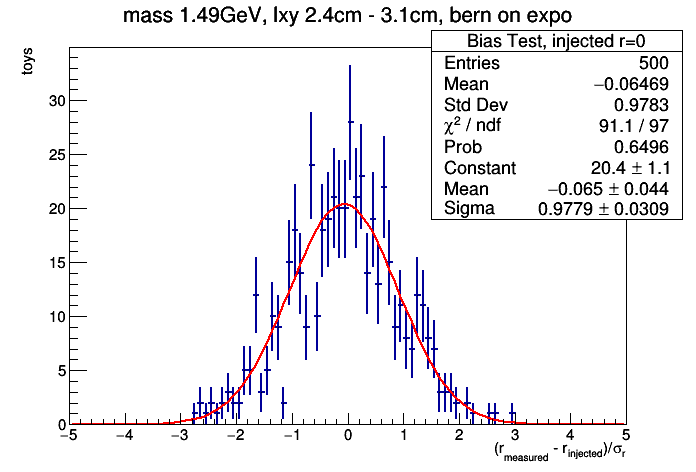 mass 1.49GeV, lxy 2.4cm - 3.1cm, bern on expo
toys
Bias Test, injected r=0
Entries 500
Mean −0.06469
Std Dev 0.9783
χ² / ndf 91.1 / 97
Prob 0.6496
Constant 20.4 ± 1.1
Mean −0.065 ± 0.044
Sigma 0.9779 ± 0.0309
30
25
20
15
10
5
0
−5 −4 −3 −2 −1 0 1 2 3 4 5
(r_measured - r_injected)/σ_r